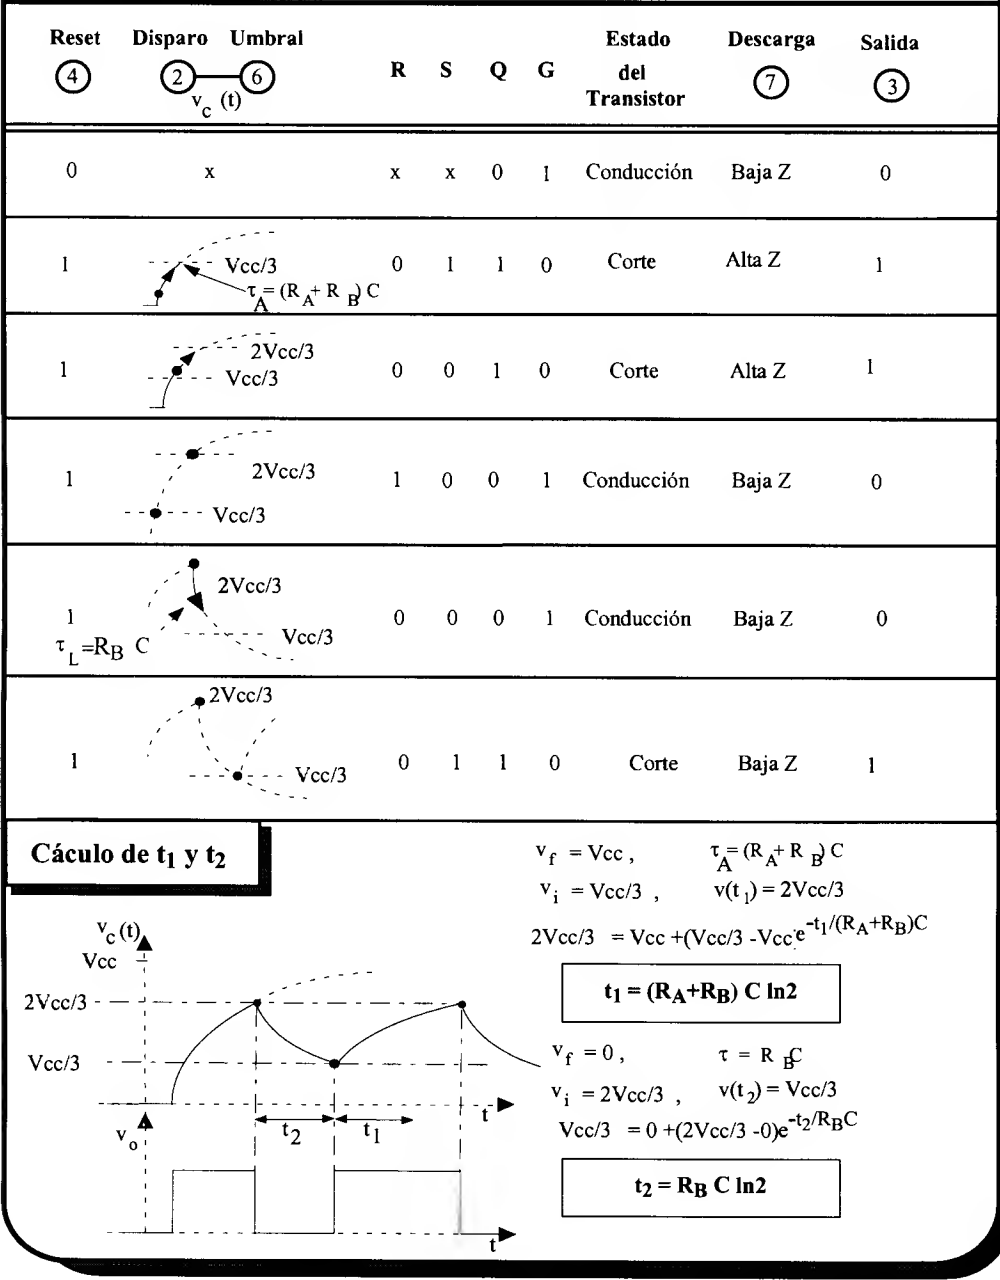 Reset Disparo Umbral R S Q G Estado del Transistor Descarga Salida
4 2 6 7 3
v_c (t)
0 x x x 0 1 Conducción Baja Z 0
1 Vcc/3 0 1 1 0 Corte Alta Z 1
τ_A = (R_A + R_B) C
1 2Vcc/3 0 0 1 0 Corte Alta Z 1
Vcc/3
1 2Vcc/3 1 0 0 1 Conducción Baja Z 0
Vcc/3
2Vcc/3
1 Vcc/3 0 0 0 1 Conducción Baja Z 0
τ_L =R_B C
2Vcc/3
1 Vcc/3 0 1 1 0 Corte Baja Z 1
Cáculo de t1 y t2
v_f = Vcc , τ_A = (R_A + R_B) C
v_i = Vcc/3 , v(t_1) = 2Vcc/3
2Vcc/3 = Vcc +(Vcc/3 -Vcc)e^-t1/(R_A+R_B)C
t1 = (R_A+R_B) C ln2
v_f = 0 , τ = R_B C
v_i = 2Vcc/3 , v(t_2) = Vcc/3
Vcc/3 = 0 +(2Vcc/3 -0)e^-t2/R_BC
t2 = R_B C ln2
v_c (t)
Vcc
2Vcc/3
Vcc/3
t
t2 t1
v_o
t